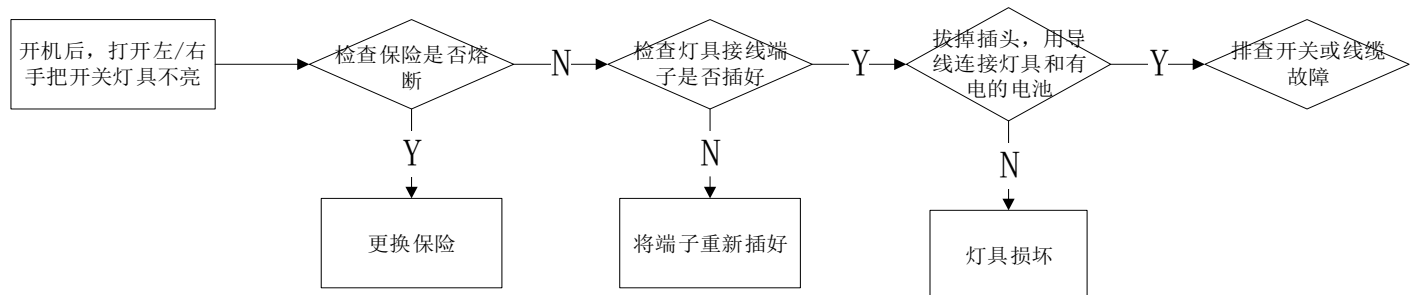 开机后，打开左/右
手把开关灯具不亮
检查保险是否熔
断
N
检查灯具接线端
子是否插好
Y
拔掉插头，用导
线连接灯具和有
电的电池
Y
排查开关或线缆
故障
Y
N
N
更换保险
将端子重新插好
灯具损坏